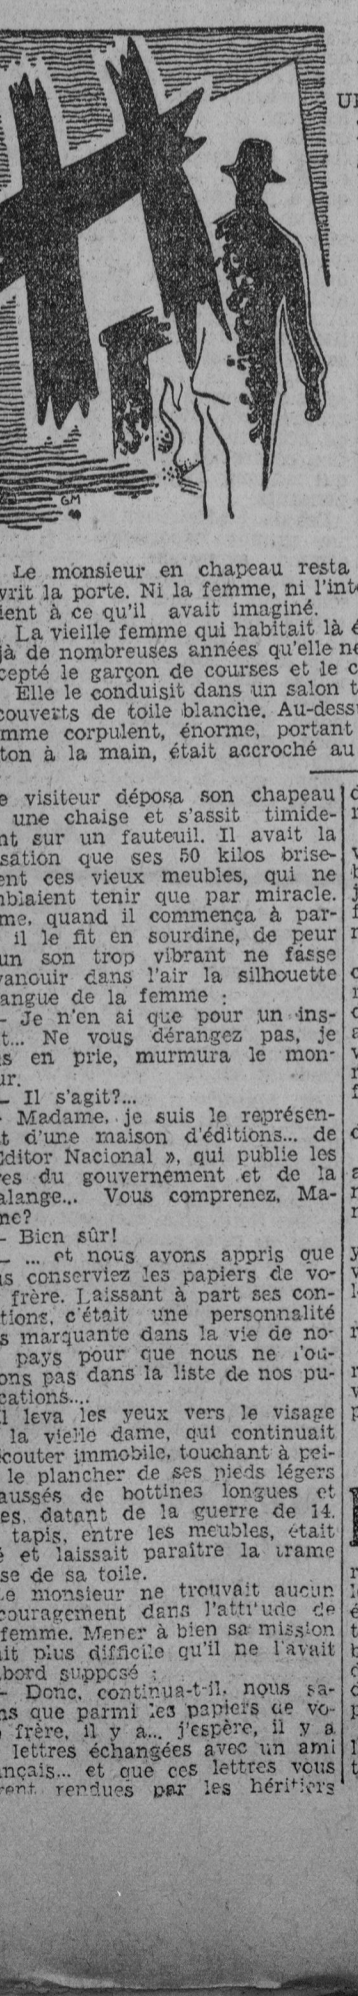 UN
GM
Le monsieur en chapeau resta
vrit la porte. Ni la femme, ni l'inté
ient à ce qu'il avait imaginé.
La vieille femme qui habitait là é
jà de nombreuses années qu'elle ne
cepté le garçon de courses et le c
Elle le conduisit dans un salon t
couverts de toile blanche. Au-dess
mme corpulent, énorme, portant
ton à la main, était accroché au
e visiteur déposa son chapeau
une chaise et s'assit timide-
nt sur un fauteuil. Il avait la
sation que ses 50 kilos brise-
ent ces vieux meubles, qui ne
mblaient tenir que par miracle.
me, quand il commença à par-
il le fit en sourdine, de peur
un son trop vibrant ne fasse
vanouir dans l'air la silhouette
angue de la femme :
— Je n'en ai que pour un ins-
t... Ne vous dérangez pas, je
s en prie, murmura le mon-
ur.
— Il s'agit?...
- Madame, je suis le représen-
t d'une maison d'éditions... de
Editor Nacional », qui publie les
res du gouvernement et de la
alange... Vous comprenez, Ma-
me?
— Bien sûr!
— ... et nous avons appris que
us conserviez les papiers de vo-
frère. Laissant à part ses con-
tions, c'était une personnalité
s marquante dans la vie de no-
pays pour que nous ne l'ou-
ons pas dans la liste de nos pu-
cations....
l leva les yeux vers le visage
la vielle dame, qui continuait
écouter immobile, touchant à pei-
le plancher de ses pieds légers
aussés de bottines longues et
es, datant de la guerre de 14.
tapis, entre les meubles, était
é et laissait paraître la trame
se de sa toile.
Le monsieur ne trouvait aucun
couragement dans l'attitude de
femme. Mener à bien sa mission
ait plus difficile qu'il ne l'avait
abord supposé :
— Donc, continua-t-il, nous sa-
ns que parmi les papiers de vo-
frère, il y a... j'espère, il y a
lettres échangées avec un ami
ançais... et que ces lettres vous
rent rendues par les héritiers